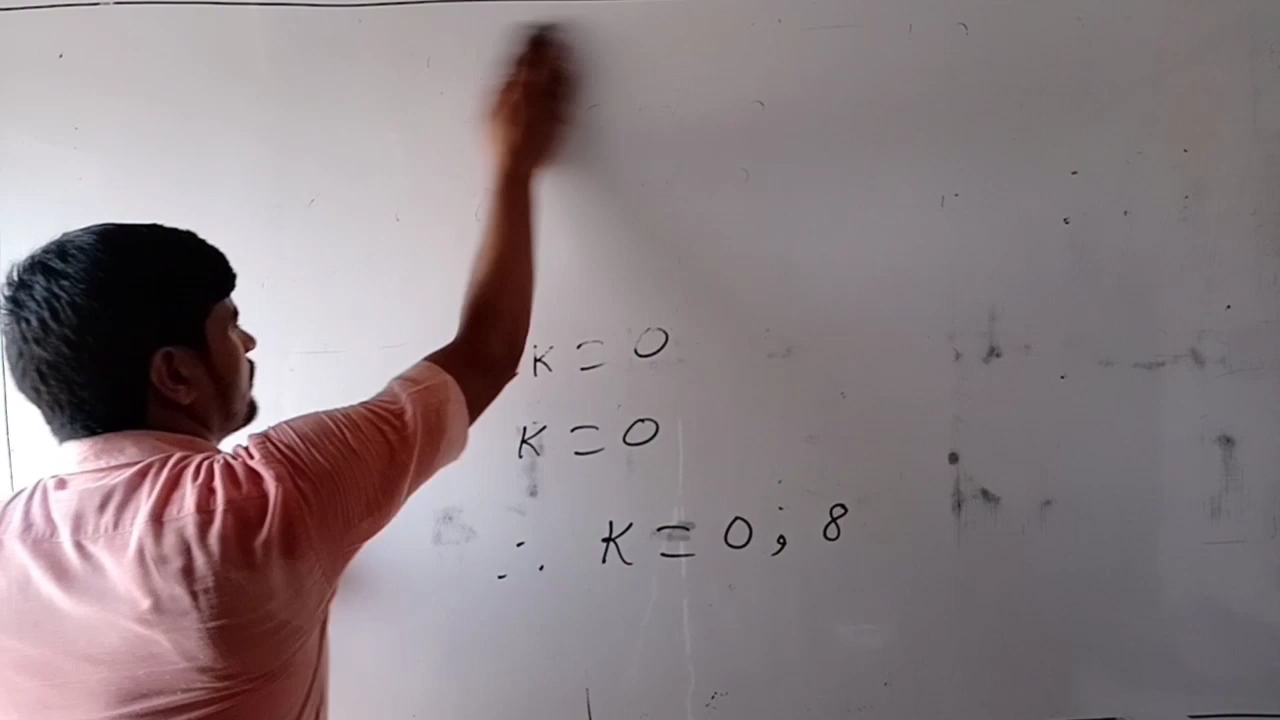 K = 0
K = 0
∴ K = 0 ; 8